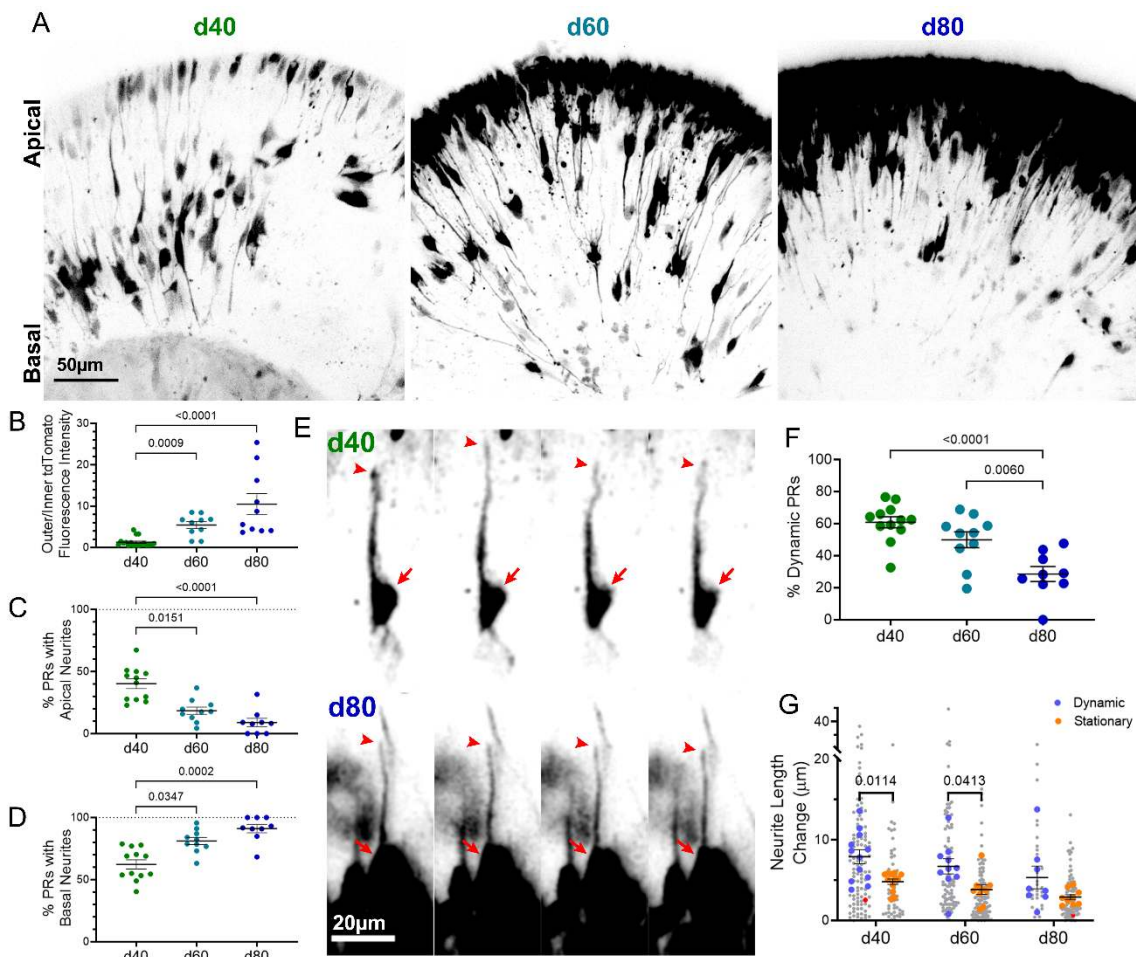 A
d40
d60
d80
Apical
Basal
50µm
B
Outer/Inner tdTomato
Fluorescence Intensity
<0.0001
0.0009
30
20
10
0
d40
d60
d80
C
% PRs with
Apical Neurites
<0.0001
0.0151
100
50
0
d40
d60
d80
D
% PRs with
Basal Neurites
0.0002
0.0347
100
50
0
d40
d60
d80
E
d40
d80
20µm
F
% Dynamic PRs
<0.0001
0.0060
100
80
60
40
20
0
d40
d60
d80
G
Dynamic
Stationary
Neurite Length
Change (µm)
0.0114
0.0413
40
20
10
0
d40
d60
d80